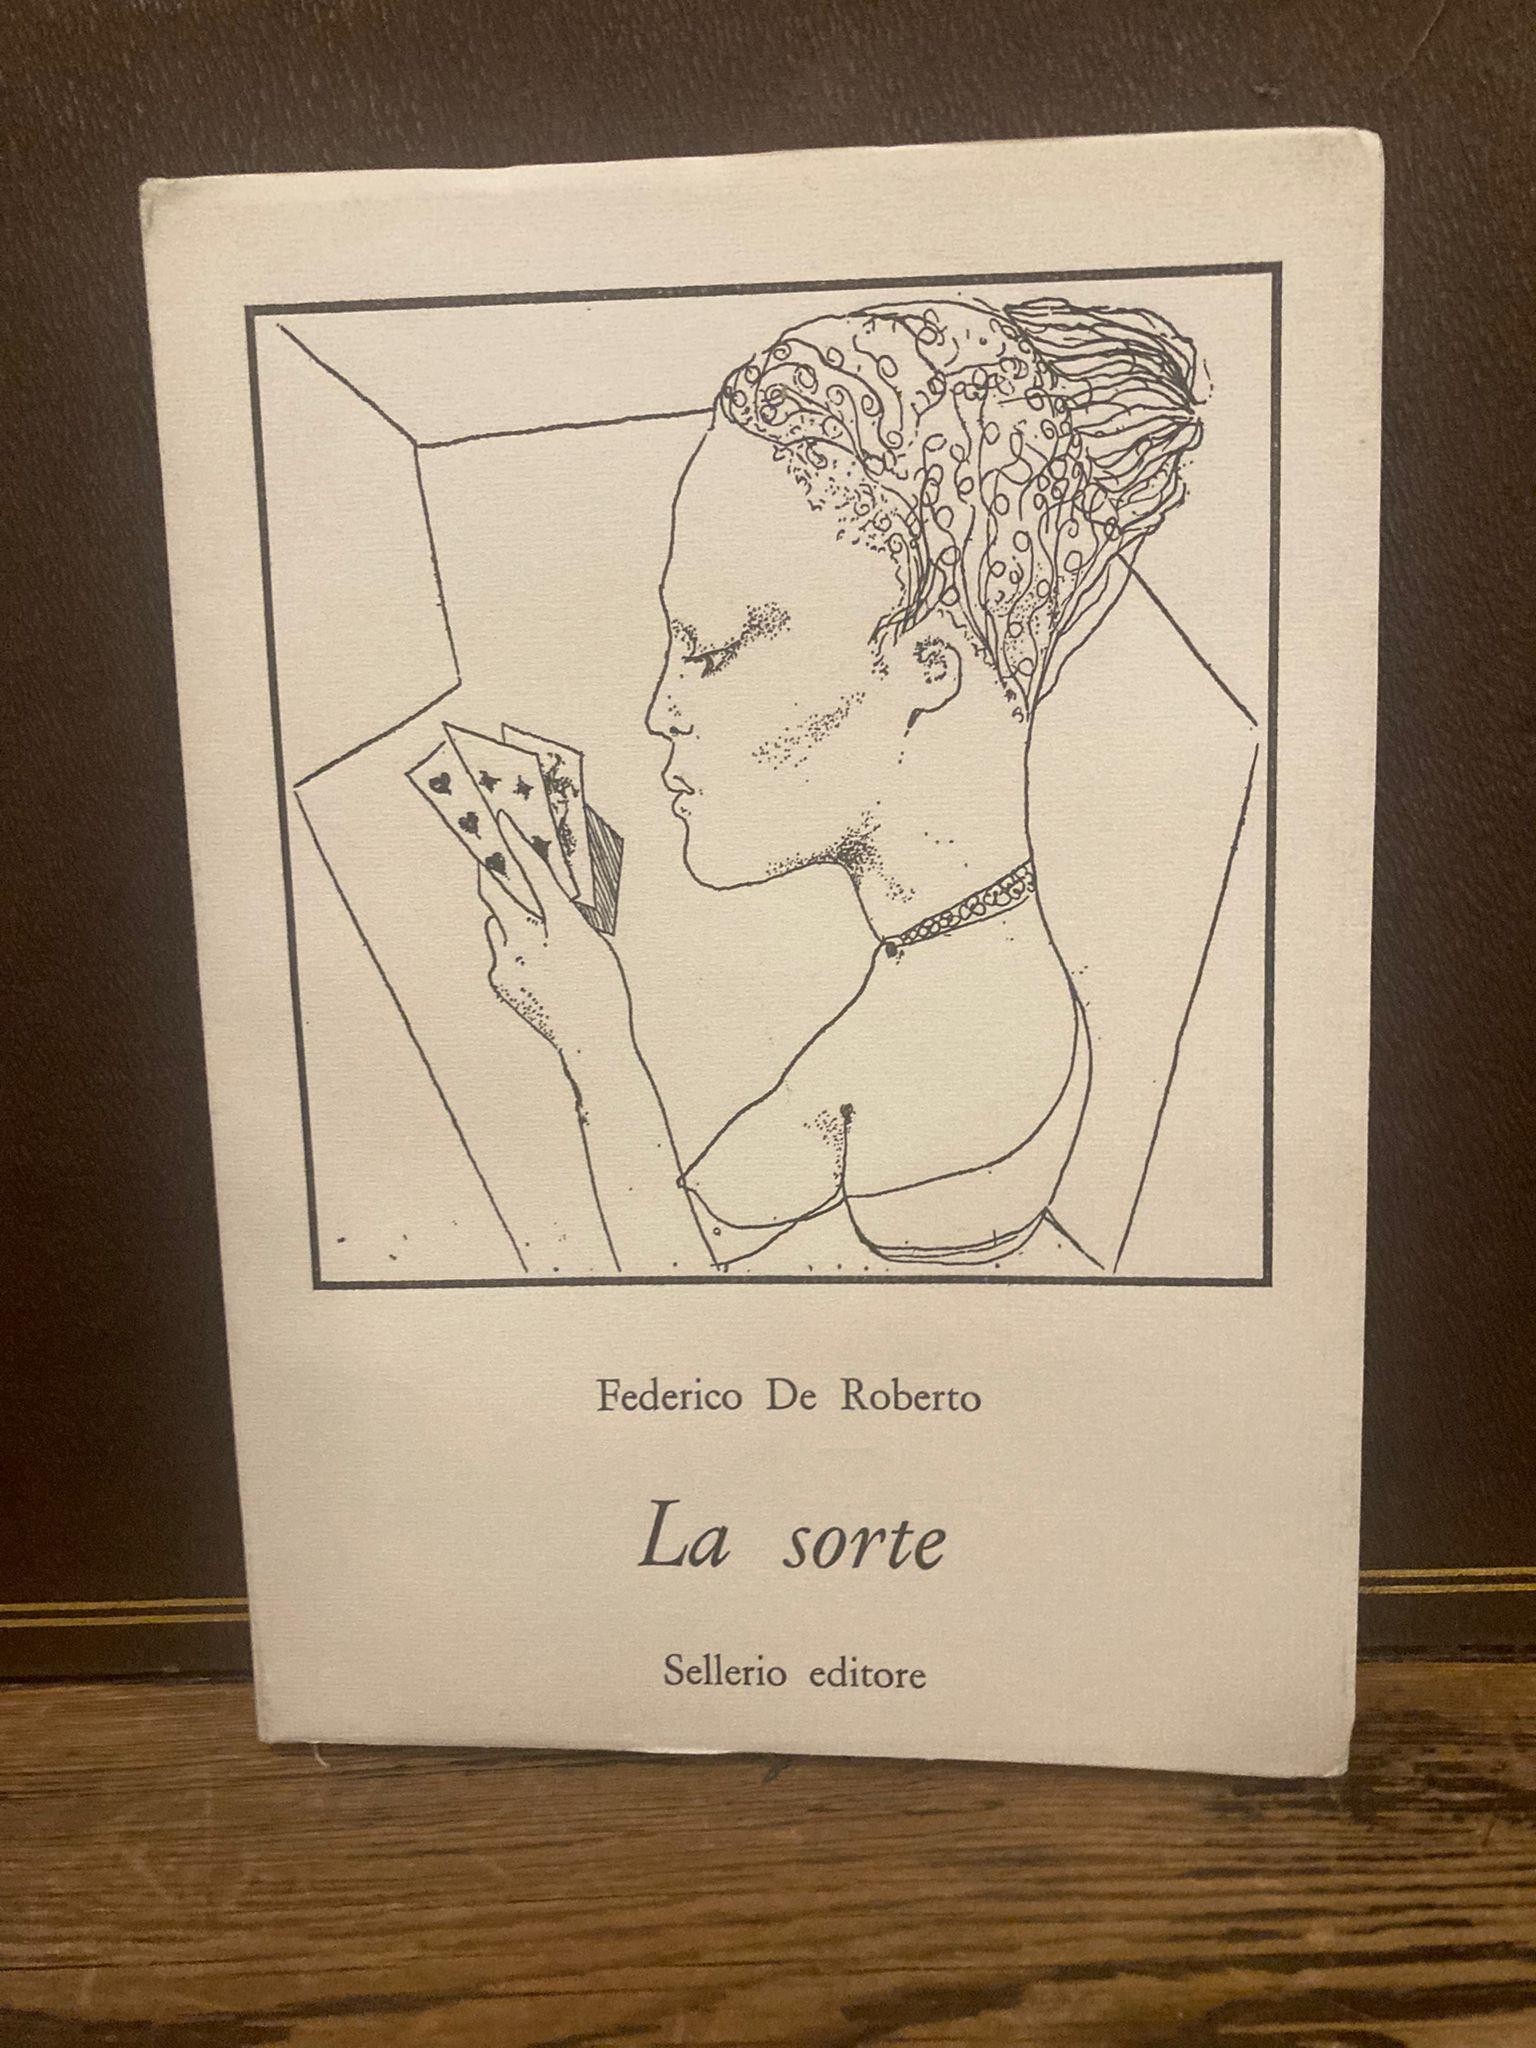 Federico De Roberto
La sorte
Sellerio editore